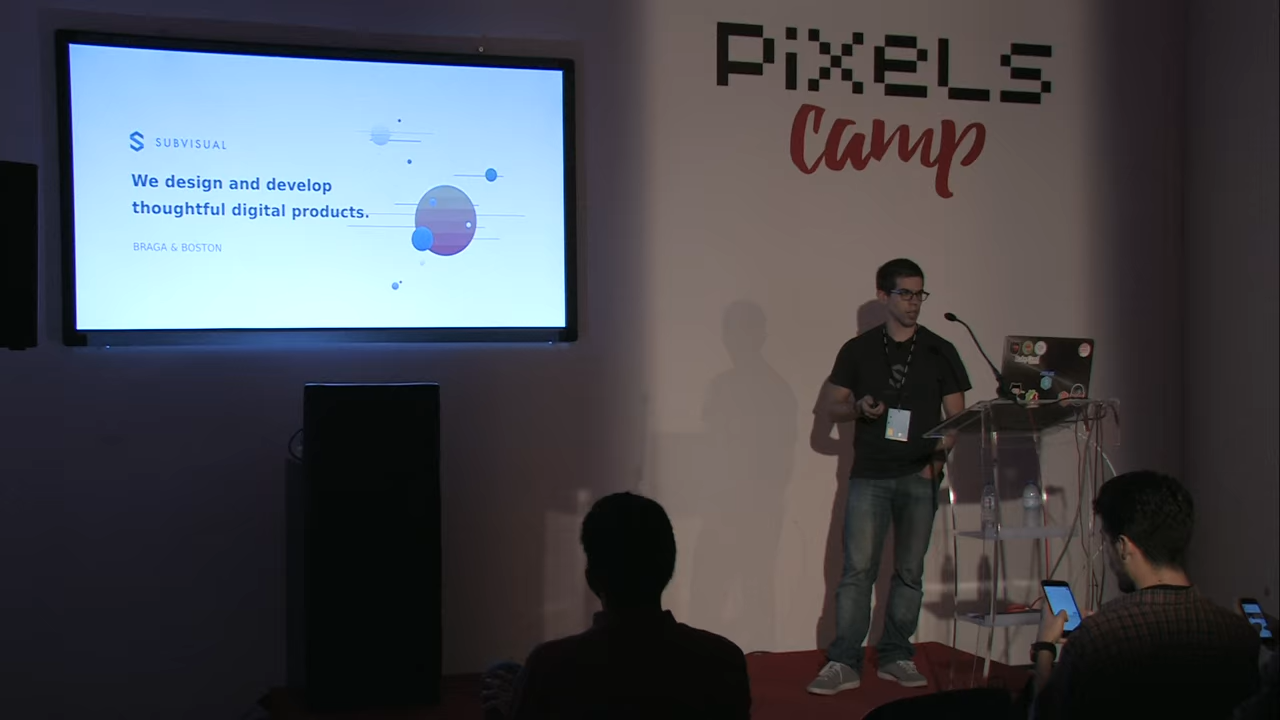 SUBVISUAL
We design and develop
thoughtful digital products.
BRAGA & BOSTON
PIXELS
Camp